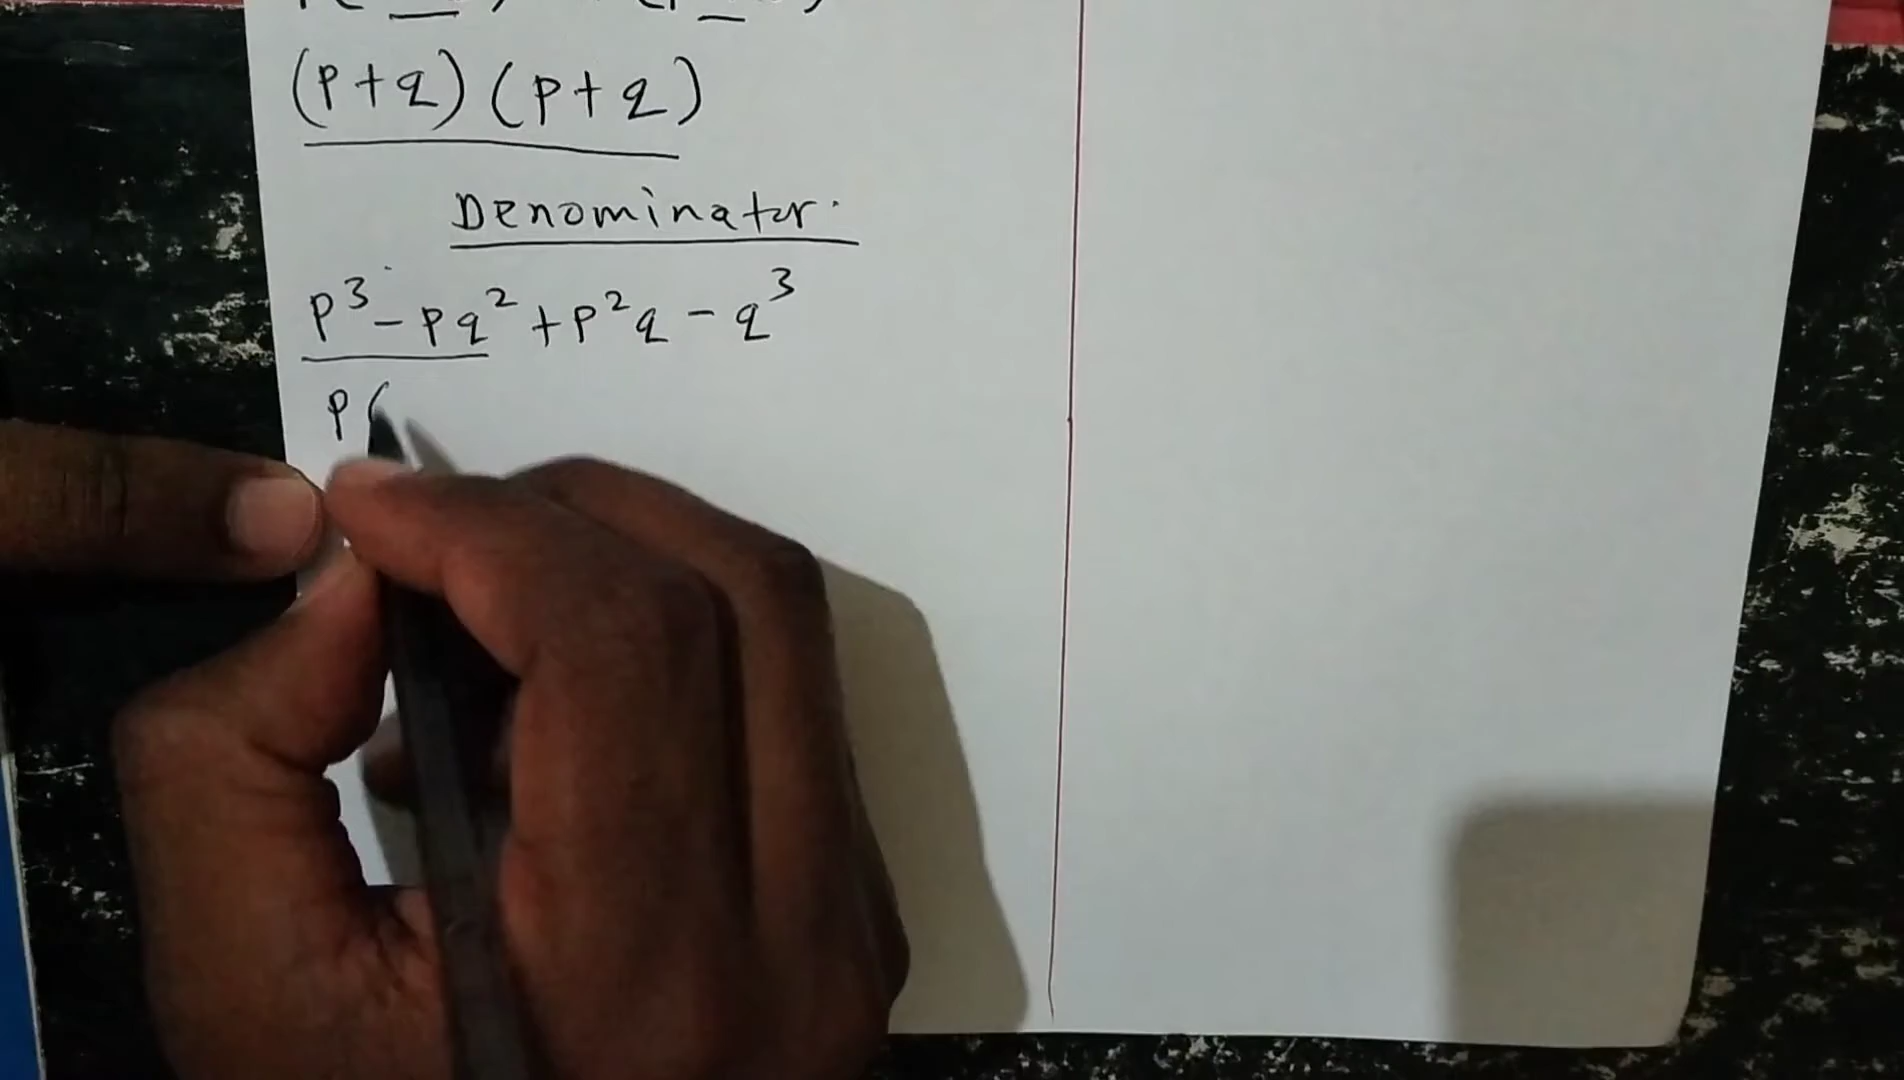 (p+q) (p+q)
Denominator.
p³ - pq² + p²q - q³
p(